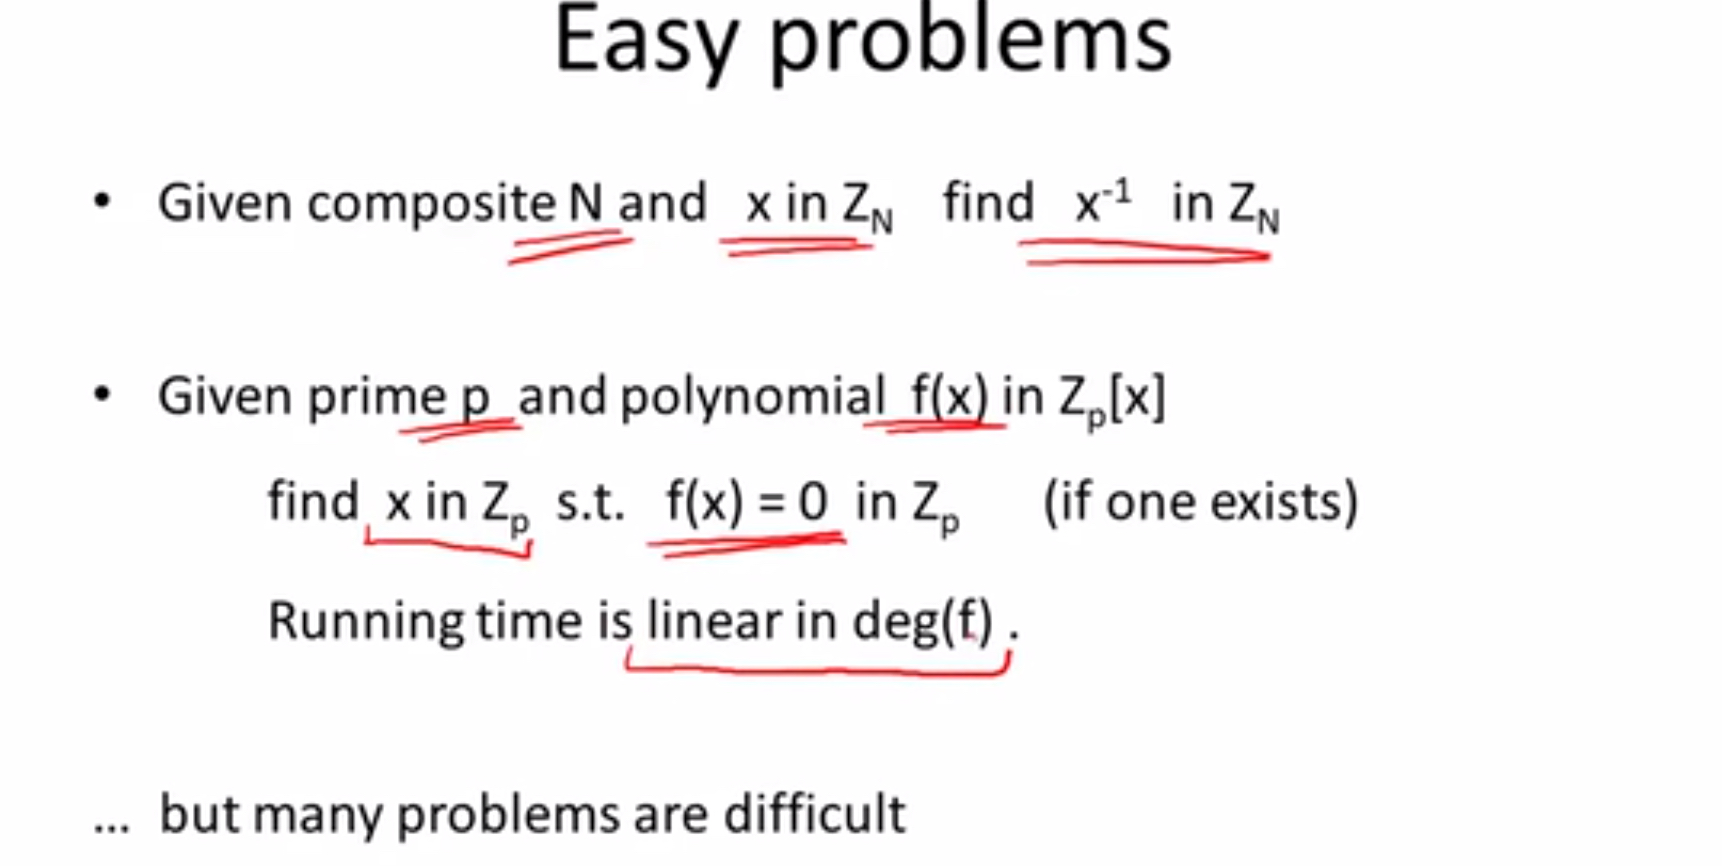 Easy problems
• Given composite N and x in Z_N find x⁻¹ in Z_N
• Given prime p and polynomial f(x) in Z_p[x]
find x in Z_p s.t. f(x) = 0 in Z_p (if one exists)
Running time is linear in deg(f) .
... but many problems are difficult